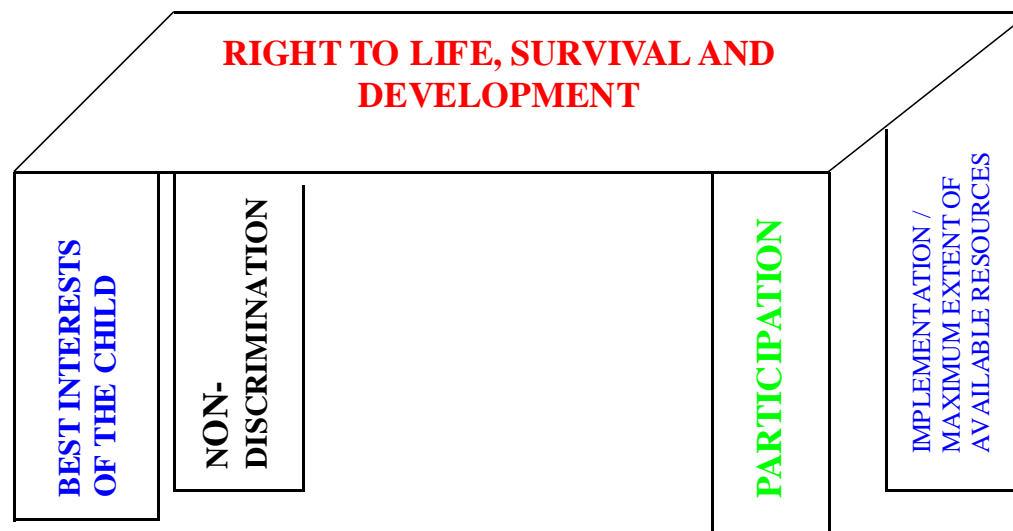 RIGHT TO LIFE, SURVIVAL AND
DEVELOPMENT
BEST INTERESTS
OF THE CHILD
NON-
DISCRIMINATION
PARTICIPATION
IMPLEMENTATION /
MAXIMUM EXTENT OF
AVAILABLE RESOURCES